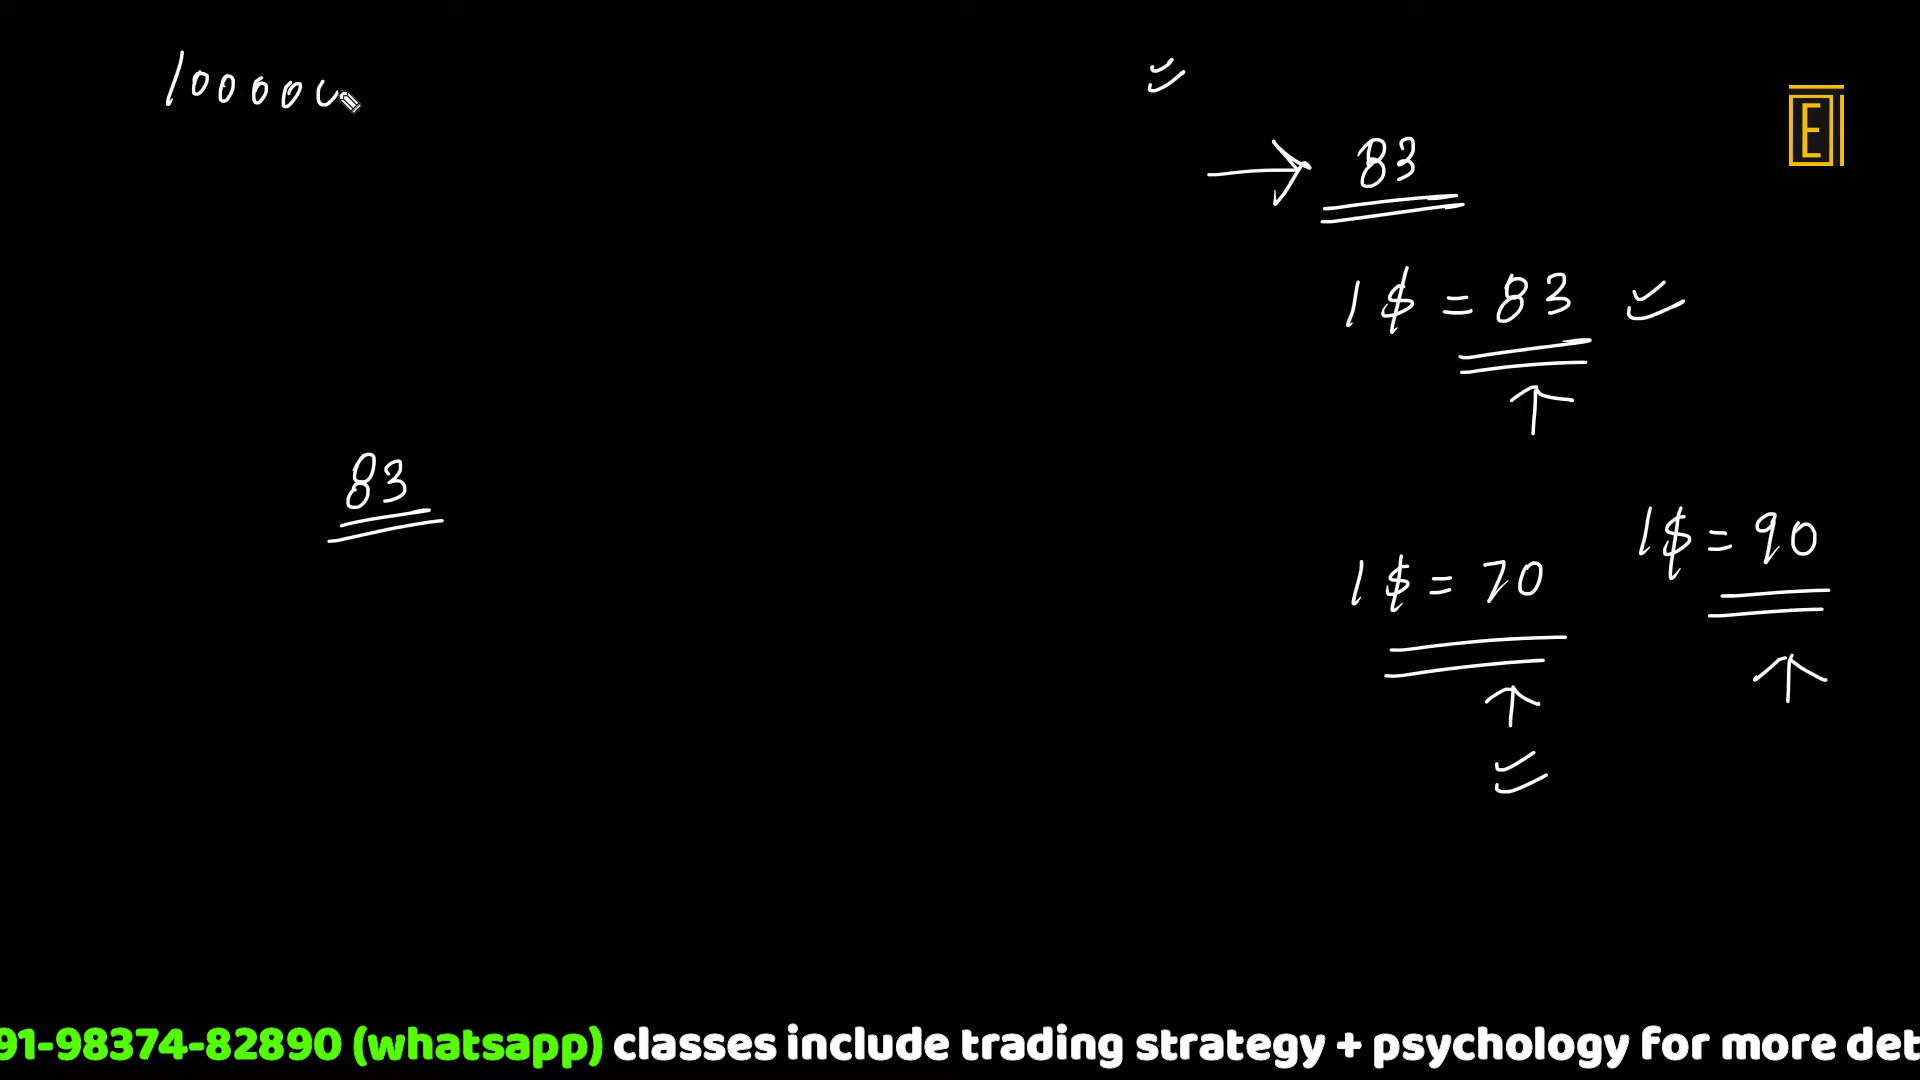 100000
83
1$ = 83
83
1$ = 90
1$ = 70
E
91-98374-82890 (whatsapp) classes include trading strategy + psychology for more det